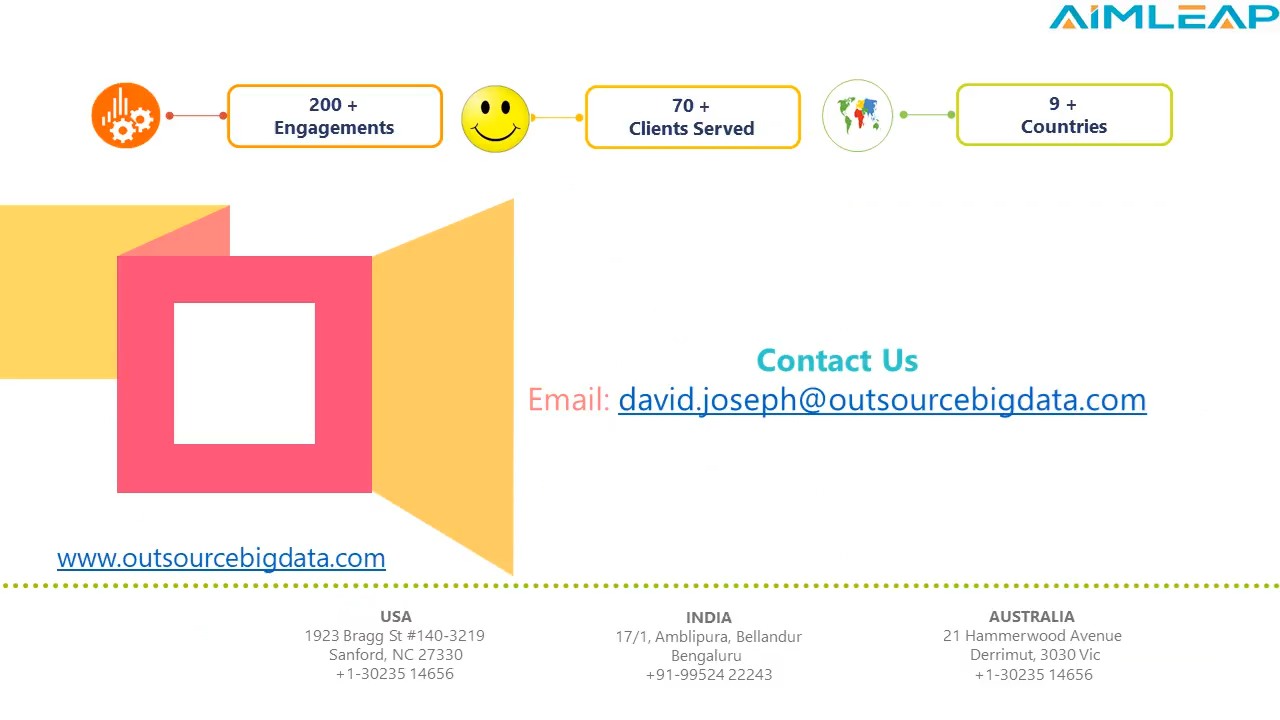 AIMLEAP
200 +
Engagements
70 +
Clients Served
9 +
Countries
Contact Us
Email: david.joseph@outsourcebigdata.com
www.outsourcebigdata.com
USA
1923 Bragg St #140-3219
Sanford, NC 27330
+1-30235 14656
INDIA
17/1, Amblipura, Bellandur
Bengaluru
+91-99524 22243
AUSTRALIA
21 Hammerwood Avenue
Derrimut, 3030 Vic
+1-30235 14656